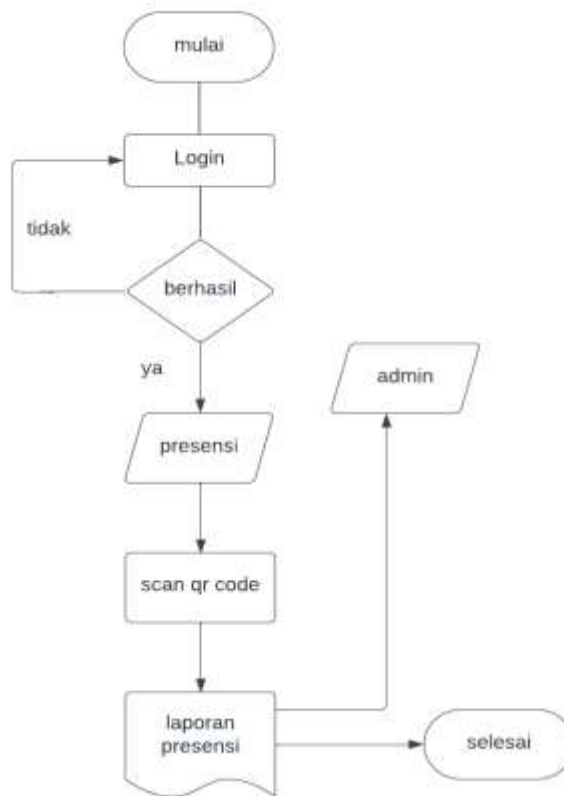 mulai
Login
tidak
berhasil
ya
admin
presensi
scan qr code
laporan
presensi
selesai